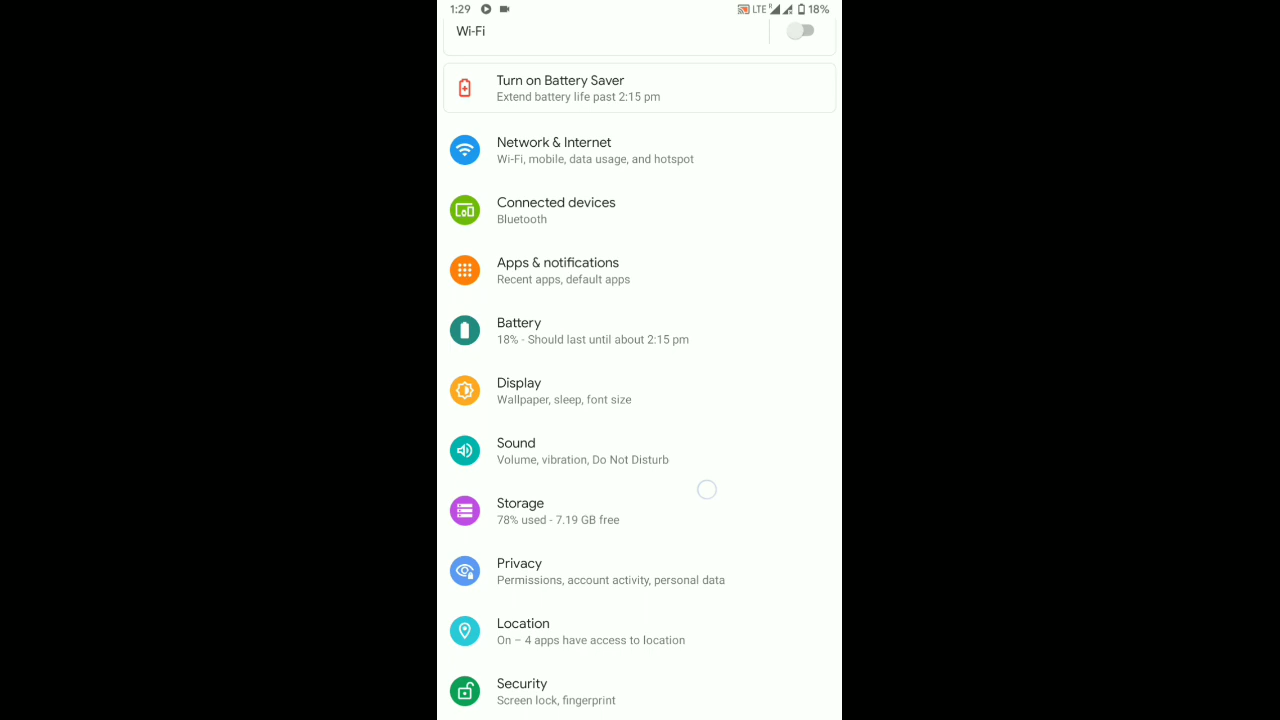 1:29 LTE R 18%
Wi-Fi
Turn on Battery Saver
Extend battery life past 2:15 pm
Network & Internet
Wi-Fi, mobile, data usage, and hotspot
Connected devices
Bluetooth
Apps & notifications
Recent apps, default apps
Battery
18% - Should last until about 2:15 pm
Display
Wallpaper, sleep, font size
Sound
Volume, vibration, Do Not Disturb
Storage
78% used - 7.19 GB free
Privacy
Permissions, account activity, personal data
Location
On – 4 apps have access to location
Security
Screen lock, fingerprint